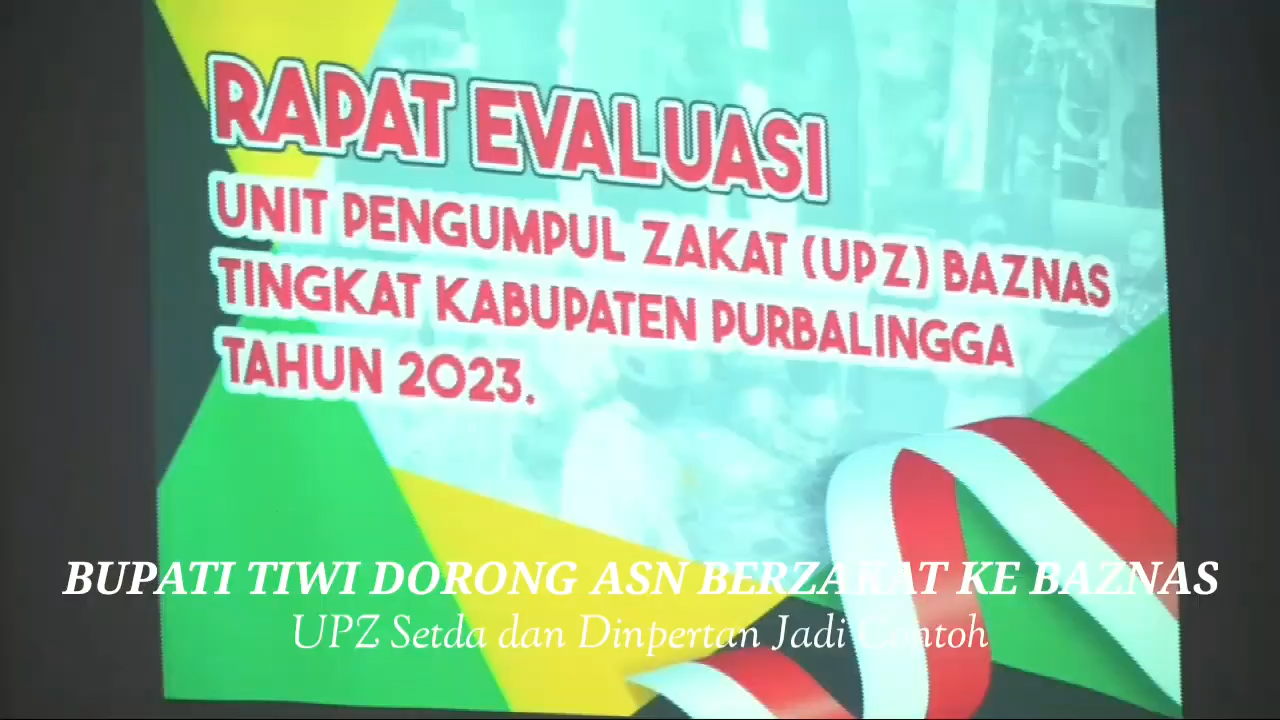 RAPAT EVALUASI
UNIT PENGUMPUL ZAKAT (UPZ) BAZNAS
TINGKAT KABUPATEN PURBALINGGA
TAHUN 2023.
BUPATI TIWI DORONG ASN BERZAKAT KE BAZNAS
UPZ Setda dan Dinpertan Jadi Contoh